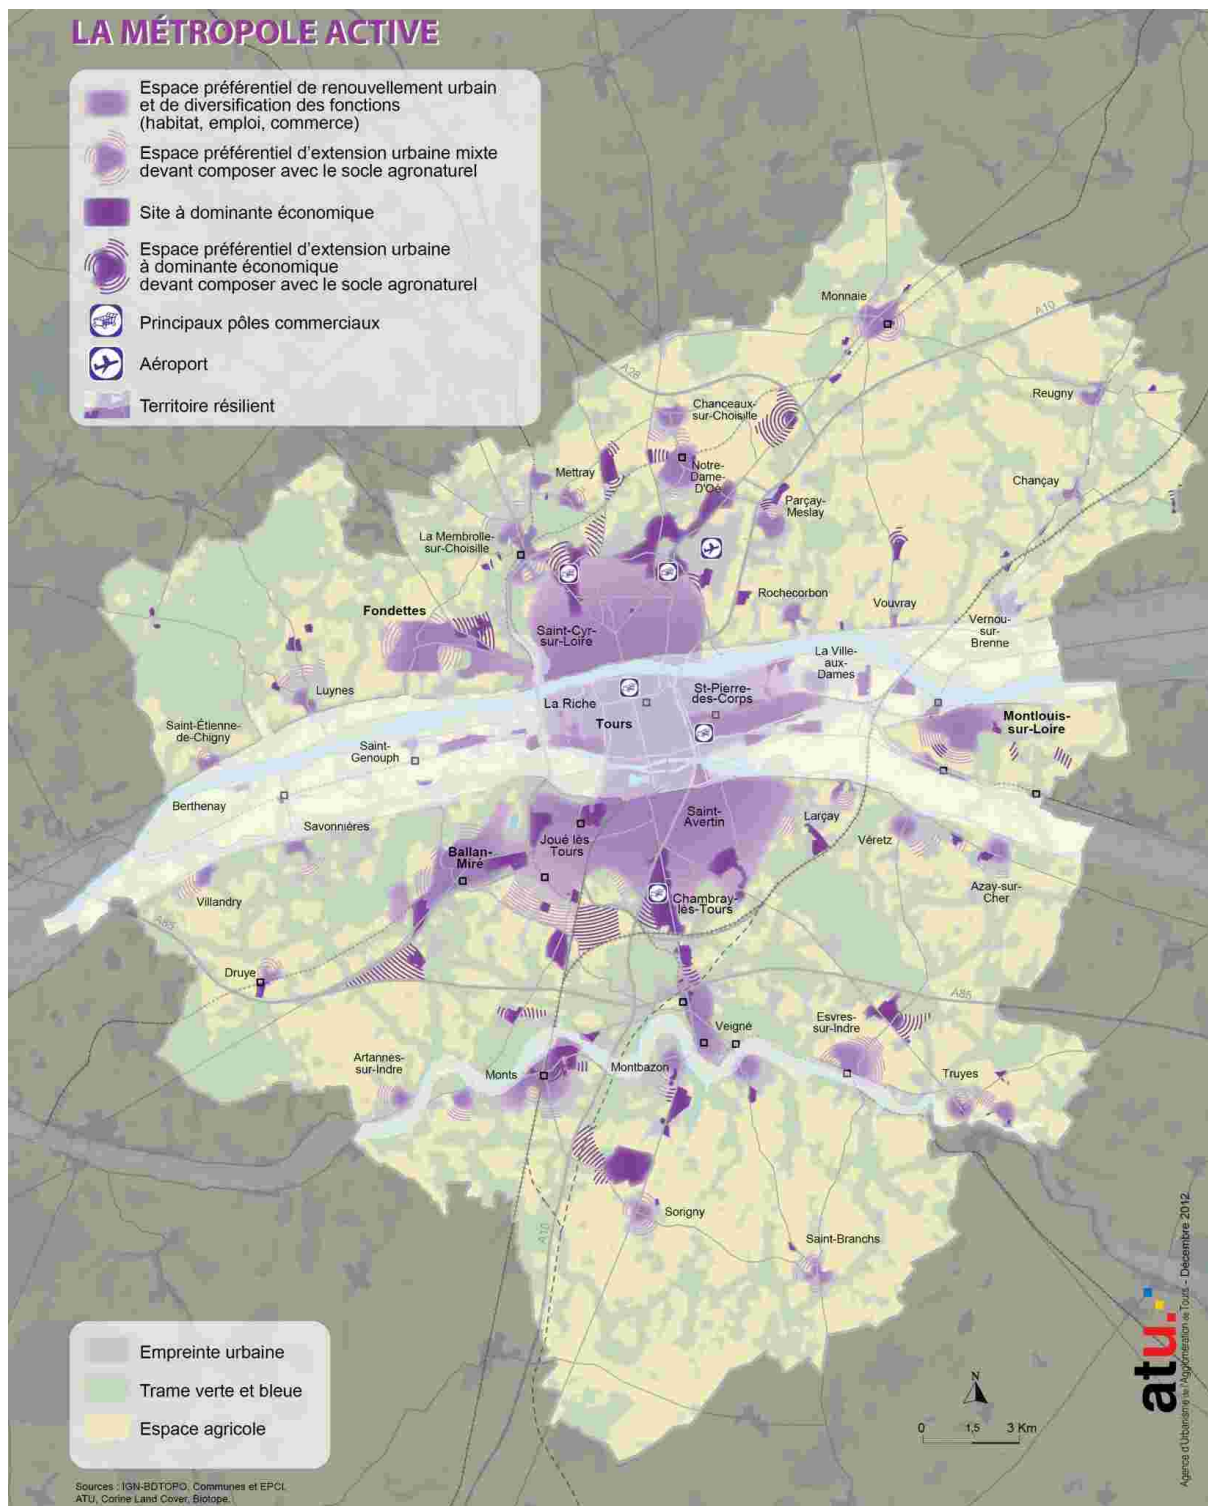 LA MÉTROPOLE ACTIVE
Espace préférentiel de renouvellement urbain
et de diversification des fonctions
(habitat, emploi, commerce)
Espace préférentiel d'extension urbaine mixte
devant composer avec le socle agronaturel
Site à dominante économique
Espace préférentiel d'extension urbaine
à dominante économique
devant composer avec le socle agronaturel
Principaux pôles commerciaux
Aéroport
Territoire résilient
Monnaie
A10
A28
Reugny
Chanceaux-
sur-Choisille
Mettray
Notre-
Dame-
D'Oé
Chançay
Parçay-
Meslay
La Membrolle-
sur-Choisille
Rochecorbon
Vouvray
Fondettes
Saint-Cyr-
sur-Loire
Vernou-
sur-
Brenne
La Ville-
aux-
Dames
Luynes
La Riche
St-Pierre-
des-Corps
Tours
Montlouis-
sur-Loire
Saint-Étienne-
de-Chigny
Saint-
Genouph
Berthenay
Savonnières
Saint-
Avertin
Larçay
Joué lès
Tours
Véretz
Ballan-
Miré
Azay-sur-
Cher
Villandry
Chambray-
lès-Tours
A85
Druye
A85
Esvres-
sur-Indre
Veigné
Artannes-
sur-Indre
Monts
Montbazon
Truyes
Sorigny
A10
Saint-Branchs
Empreinte urbaine
Trame verte et bleue
Espace agricole
N
0 1,5 3 Km
atu.
Agence d'Urbanisme de l'Agglomération de Tours - Décembre 2012
Sources : IGN-BDTOPO, Communes et EPCI,
ATU, Corine Land Cover, Biotope.